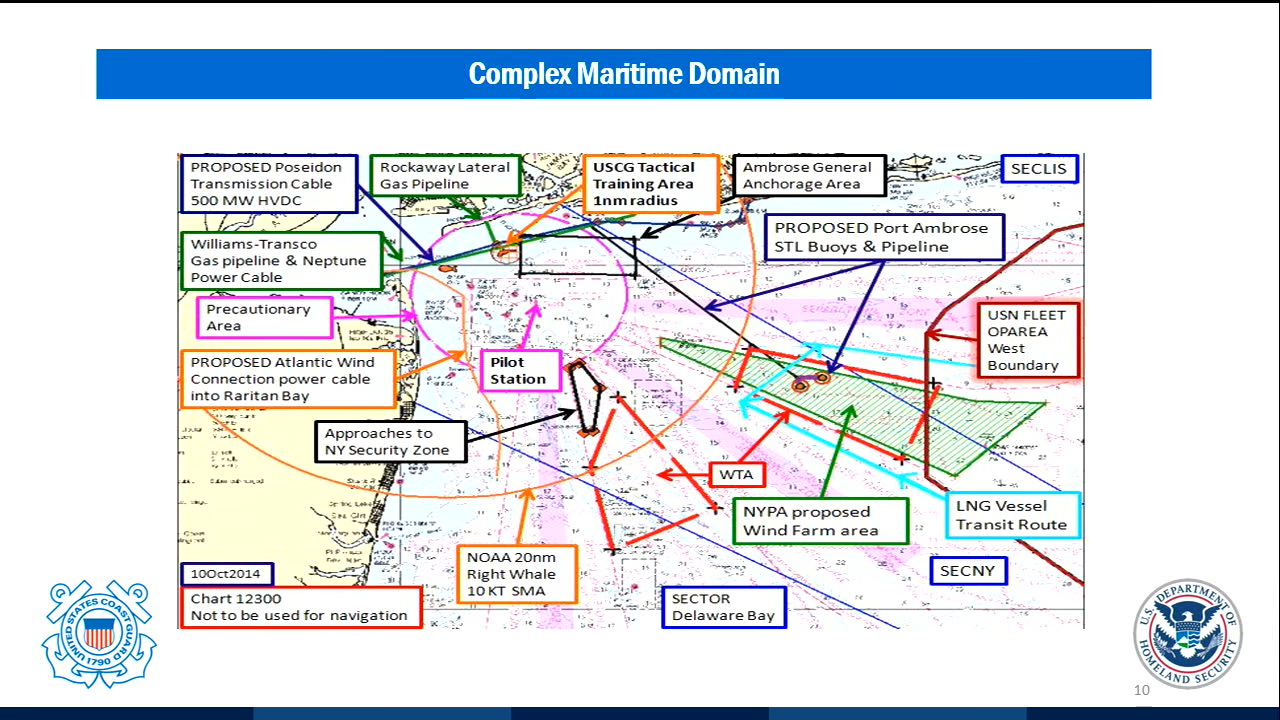 Complex Maritime Domain
PROPOSED Poseidon
Transmission Cable
500 MW HVDC
Rockaway Lateral
Gas Pipeline
USCG Tactical
Training Area
1nm radius
Ambrose General
Anchorage Area
SECLIS
Williams-Transco
Gas pipeline & Neptune
Power Cable
PROPOSED Port Ambrose
STL Buoys & Pipeline
Precautionary
Area
USN FLEET
OPAREA
West
Boundary
PROPOSED Atlantic Wind
Connection power cable
into Raritan Bay
Pilot
Station
Approaches to
NY Security Zone
WTA
NYPA proposed
Wind Farm area
LNG Vessel
Transit Route
NOAA 20nm
Right Whale
10 KT SMA
SECNY
10Oct2014
Chart 12300
Not to be used for navigation
SECTOR
Delaware Bay
UNITED STATES COAST GUARD
1790
U.S. DEPARTMENT OF
HOMELAND SECURITY
10